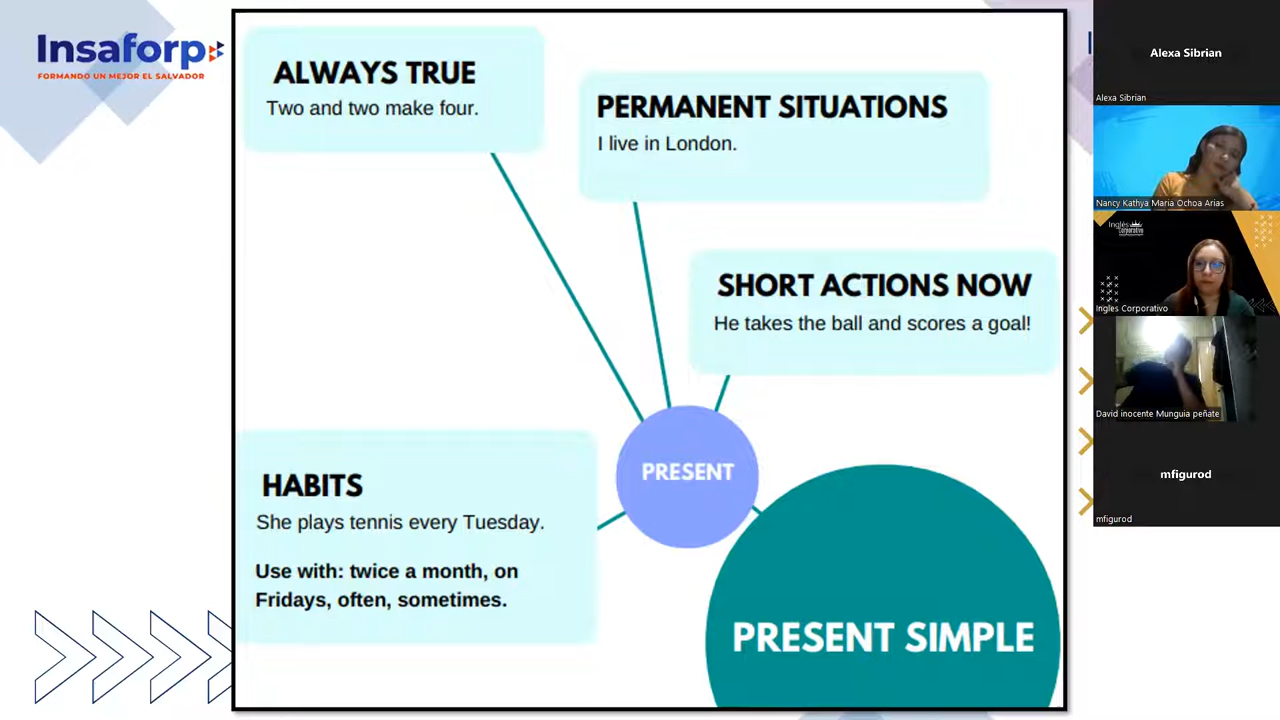 Insaforp
FORMANDO UN MEJOR EL SALVADOR
ALWAYS TRUE
Two and two make four.
PERMANENT SITUATIONS
I live in London.
SHORT ACTIONS NOW
He takes the ball and scores a goal!
PRESENT
HABITS
She plays tennis every Tuesday.
Use with: twice a month, on
Fridays, often, sometimes.
PRESENT SIMPLE
Alexa Sibrian
Alexa Sibrian
Nancy Kathya Maria Ochoa Arias
Inglés
Corporativo
Ingles Corporativo
David inocente Munguia peñate
mfigurod
mfigurod